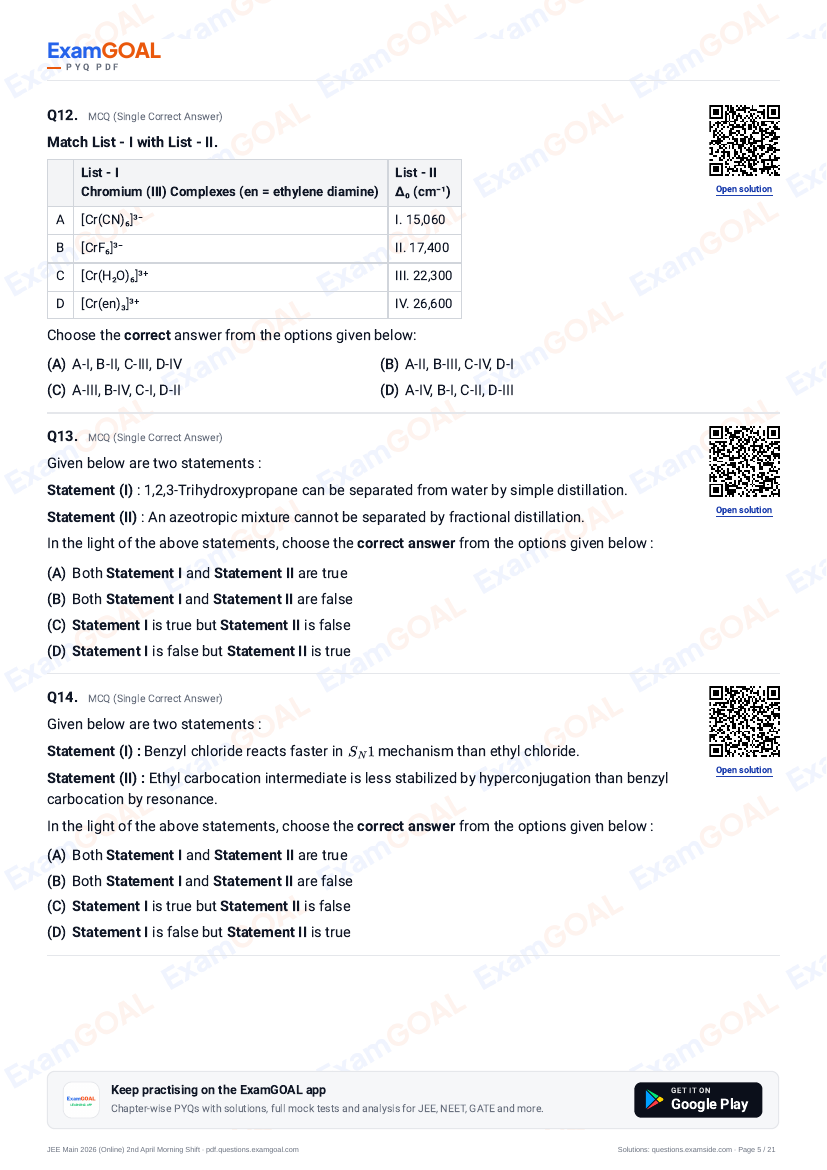 ExamGOAL
PYQ PDF
Q12. MCQ (Single Correct Answer)
Match List - I with List - II.
List - I
Chromium (III) Complexes (en = ethylene diamine)
List - II
Δ₀ (cm⁻¹)
A [Cr(CN)₆]³⁻ I. 15,060
B [CrF₆]³⁻ II. 17,400
C [Cr(H₂O)₆]³⁺ III. 22,300
D [Cr(en)₃]³⁺ IV. 26,600
Open solution
Choose the correct answer from the options given below:
(A) A-I, B-II, C-III, D-IV (B) A-II, B-III, C-IV, D-I
(C) A-III, B-IV, C-I, D-II (D) A-IV, B-I, C-II, D-III
Q13. MCQ (Single Correct Answer)
Given below are two statements :
Statement (I) : 1,2,3-Trihydroxypropane can be separated from water by simple distillation.
Statement (II) : An azeotropic mixture cannot be separated by fractional distillation.
Open solution
In the light of the above statements, choose the correct answer from the options given below :
(A) Both Statement I and Statement II are true
(B) Both Statement I and Statement II are false
(C) Statement I is true but Statement II is false
(D) Statement I is false but Statement II is true
Q14. MCQ (Single Correct Answer)
Given below are two statements :
Statement (I) : Benzyl chloride reacts faster in S_N1 mechanism than ethyl chloride.
Open solution
Statement (II) : Ethyl carbocation intermediate is less stabilized by hyperconjugation than benzyl
carbocation by resonance.
In the light of the above statements, choose the correct answer from the options given below :
(A) Both Statement I and Statement II are true
(B) Both Statement I and Statement II are false
(C) Statement I is true but Statement II is false
(D) Statement I is false but Statement II is true
ExamGOAL
Keep practising on the ExamGOAL app
Chapter-wise PYQs with solutions, full mock tests and analysis for JEE, NEET, GATE and more.
GET IT ON
Google Play
JEE Main 2026 (Online) 2nd April Morning Shift · pdf.questions.examgoal.com
Solutions: questions.examside.com · Page 5 / 21